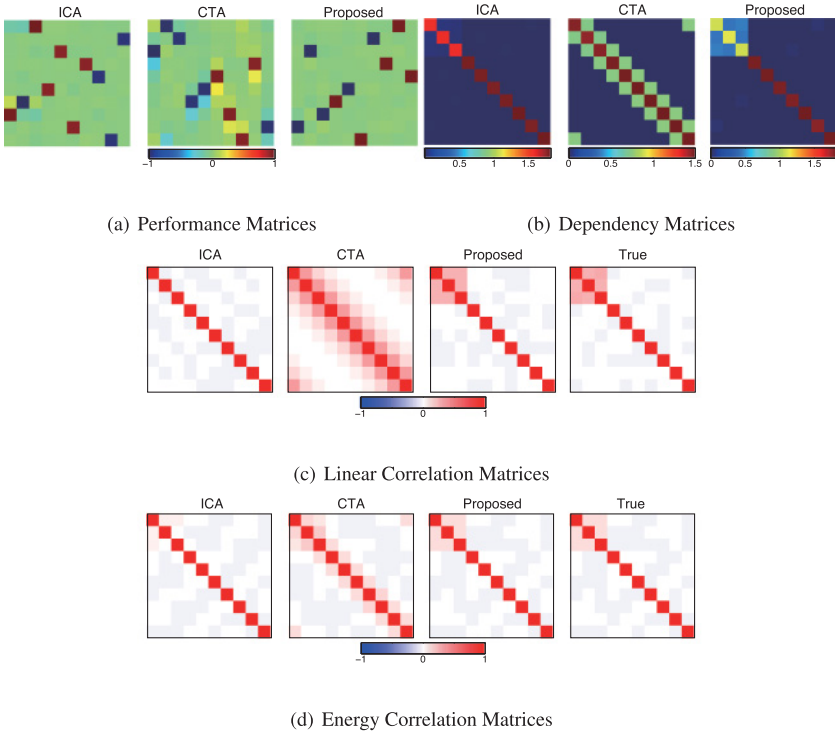 ICA CTA Proposed ICA CTA Proposed
−1 0 1 0.5 1 1.5 0 0.5 1 1.5 0 0.5 1 1.5
(a) Performance Matrices (b) Dependency Matrices
ICA CTA Proposed True
−1 0 1
(c) Linear Correlation Matrices
ICA CTA Proposed True
−1 0 1
(d) Energy Correlation Matrices